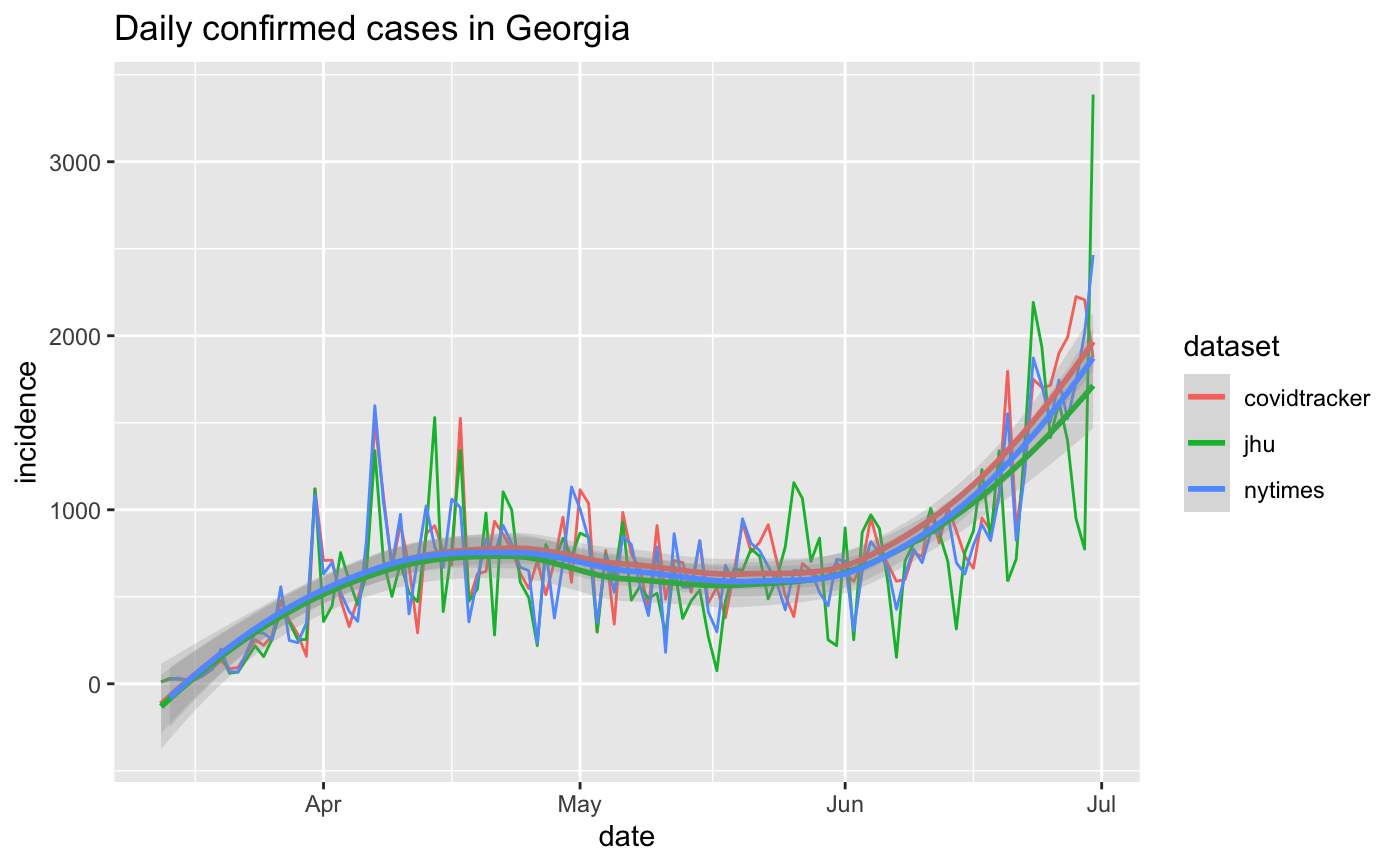 Daily confirmed cases in Georgia
3000
2000
1000
0
incidence
Apr
May
Jun
Jul
date
dataset
covidtracker
jhu
nytimes